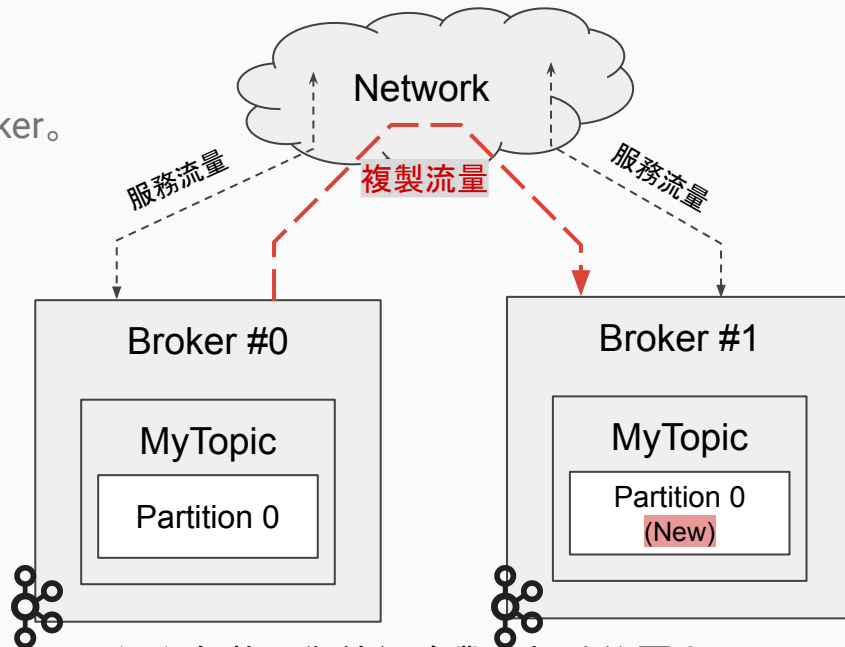 ker。
Network
服務流量
複製流量
服務流量
Broker #0
MyTopic
Partition 0
Broker #1
MyTopic
Partition 0
(New)